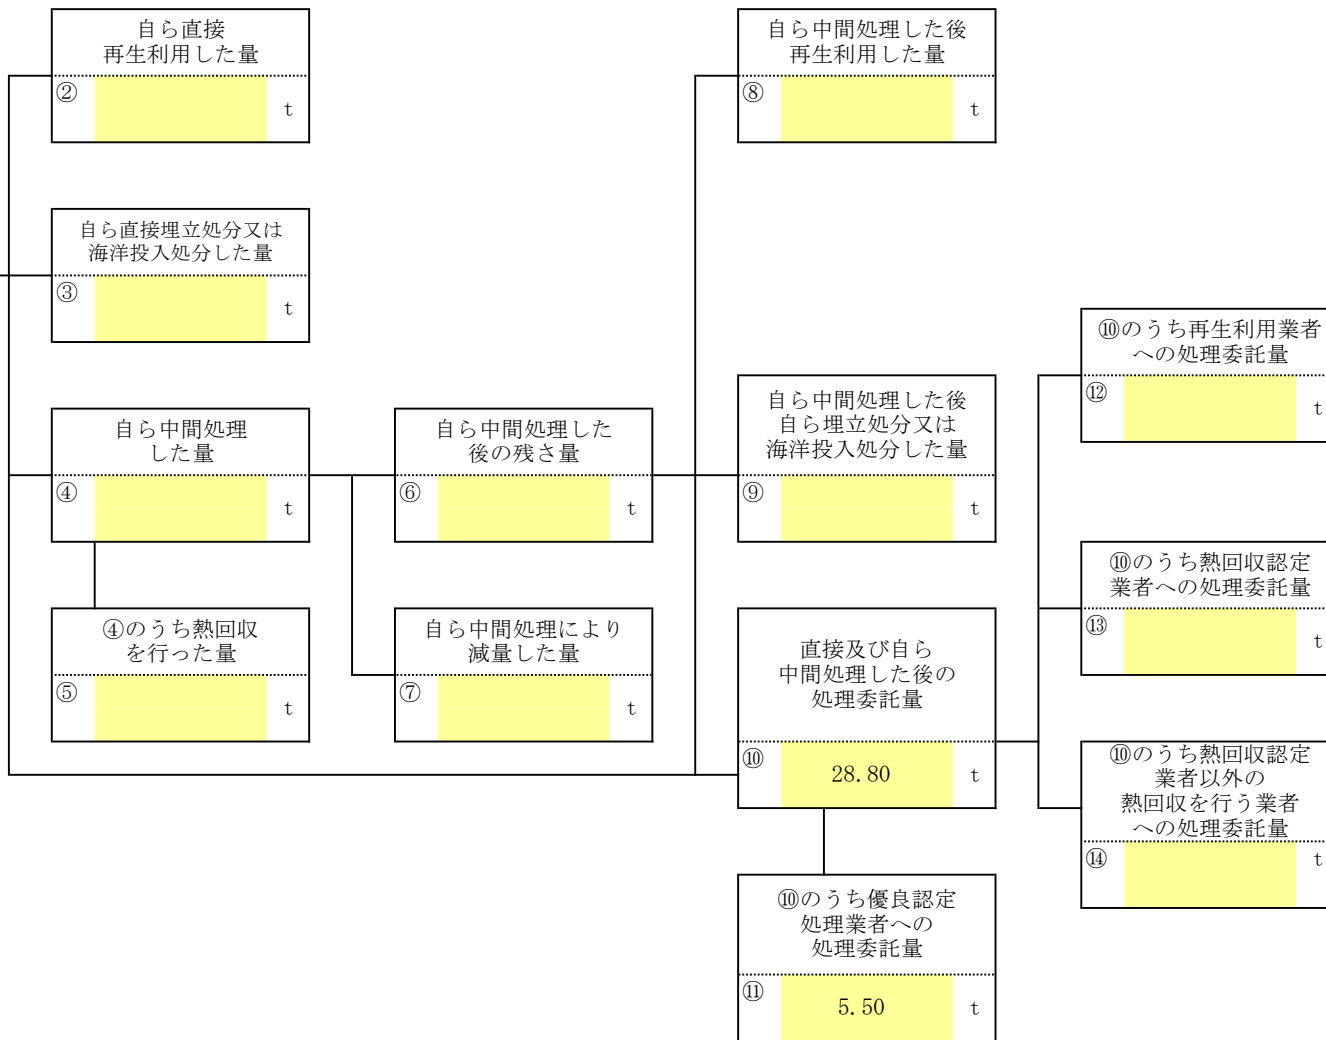 自ら直接
再生利用した量
②
t
自ら中間処理した後
再生利用した量
⑧
t
自ら直接埋立処分又は
海洋投入処分した量
③
t
⑩のうち再生利用業者
への処理委託量
⑫
t
自ら中間処理
した量
④
t
自ら中間処理した
後の残さ量
⑥
t
自ら中間処理した後
自ら埋立処分又は
海洋投入処分した量
⑨
t
⑩のうち熱回収認定
業者への処理委託量
⑬
t
④のうち熱回収
を行った量
⑤
t
自ら中間処理により
減量した量
⑦
t
直接及び自ら
中間処理した後の
処理委託量
⑩
28.80
t
⑩のうち熱回収認定
業者以外の
熱回収を行う業者
への処理委託量
⑭
t
⑩のうち優良認定
処理業者への
処理委託量
⑪
5.50
t